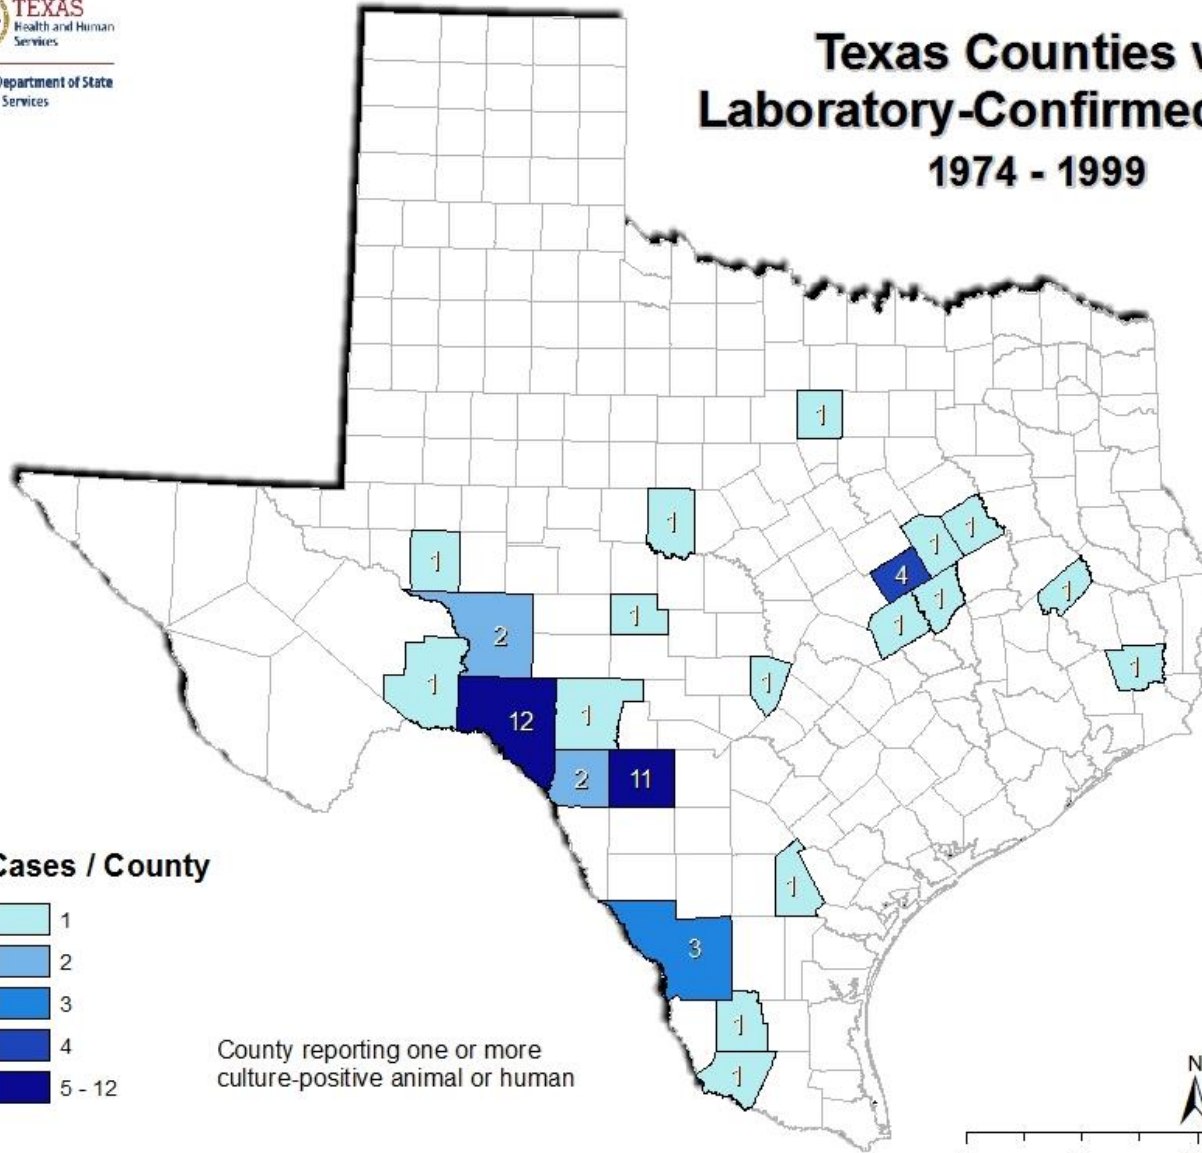 TEXAS
Health and Human
Services
Department of State
Services
Texas Counties
Laboratory-Confirmed
1974 - 1999
1
1
1
1
1
4
1
1
1
1
2
1
1
1
12
1
2
11
1
3
1
1
Cases / County
1
2
3
4
5 - 12
County reporting one or more
culture-positive animal or human
N